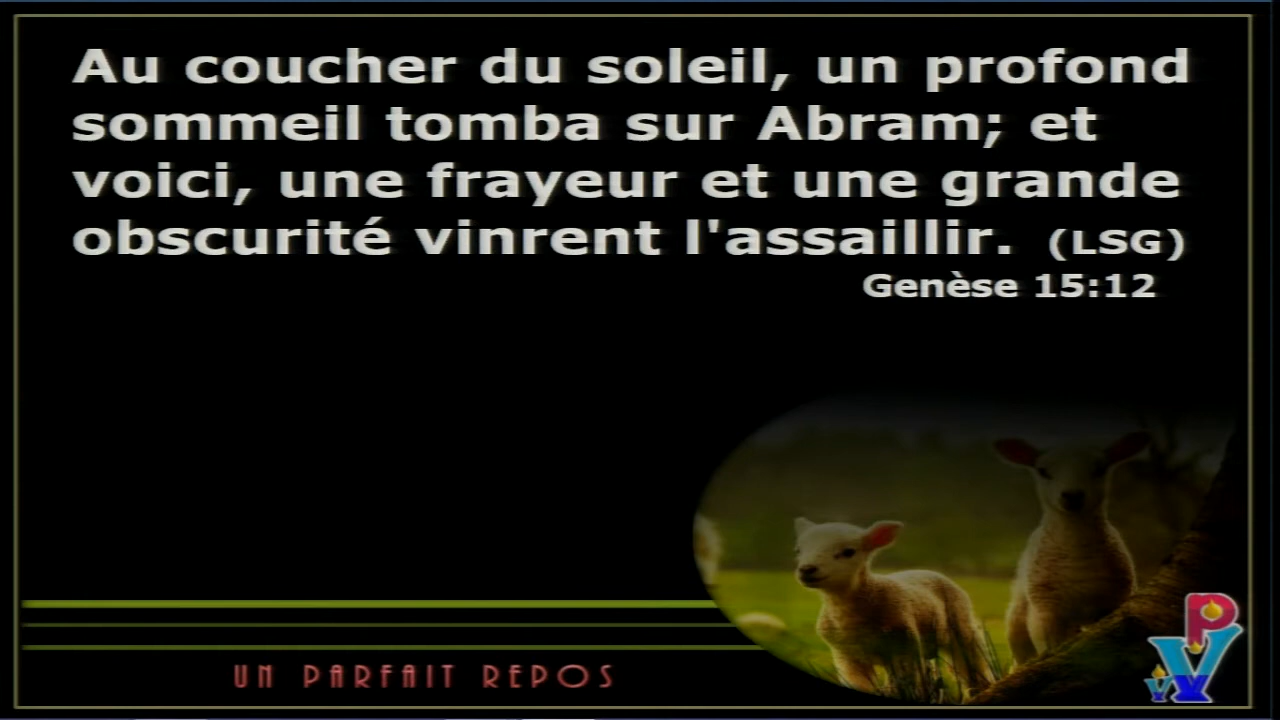 Au coucher du soleil, un profond
sommeil tomba sur Abram; et
voici, une frayeur et une grande
obscurité vinrent l'assaillir. (LSG)
Genèse 15:12
UN PARFAIT REPOS
P
V
V V